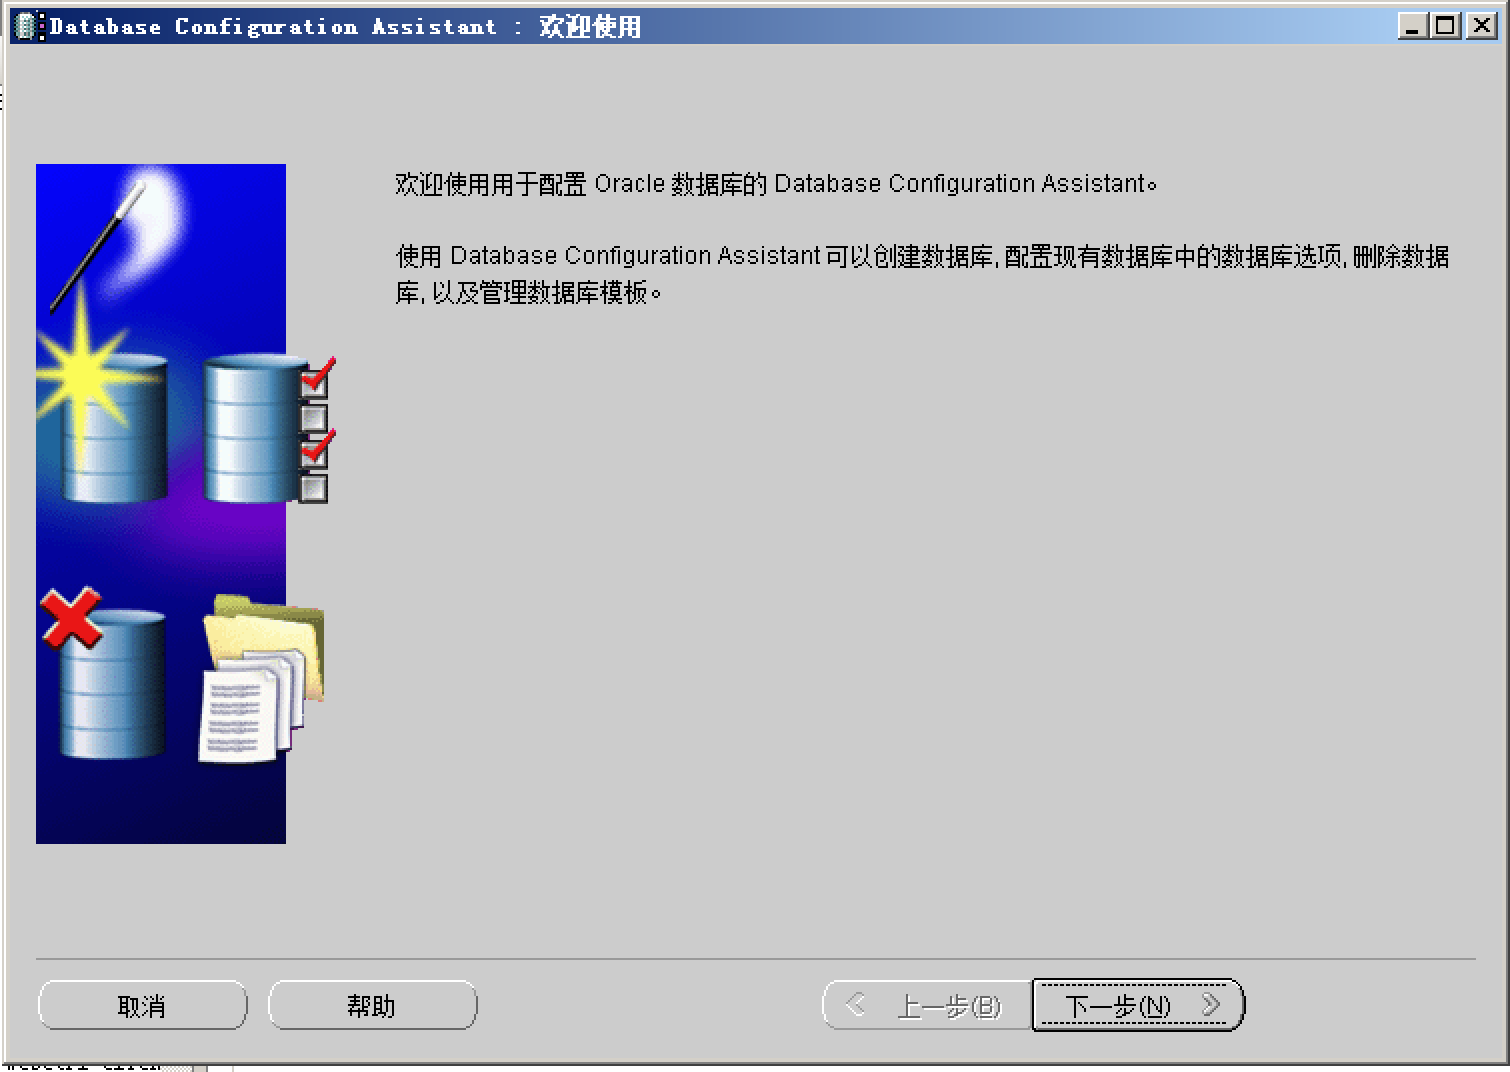 Database Configuration Assistant : 欢迎使用
欢迎使用用于配置 Oracle 数据库的 Database Configuration Assistant。
使用 Database Configuration Assistant 可以创建数据库, 配置现有数据库中的数据库选项, 删除数据
库, 以及管理数据库模板。
取消
帮助
上一步(B)
下一步(N)